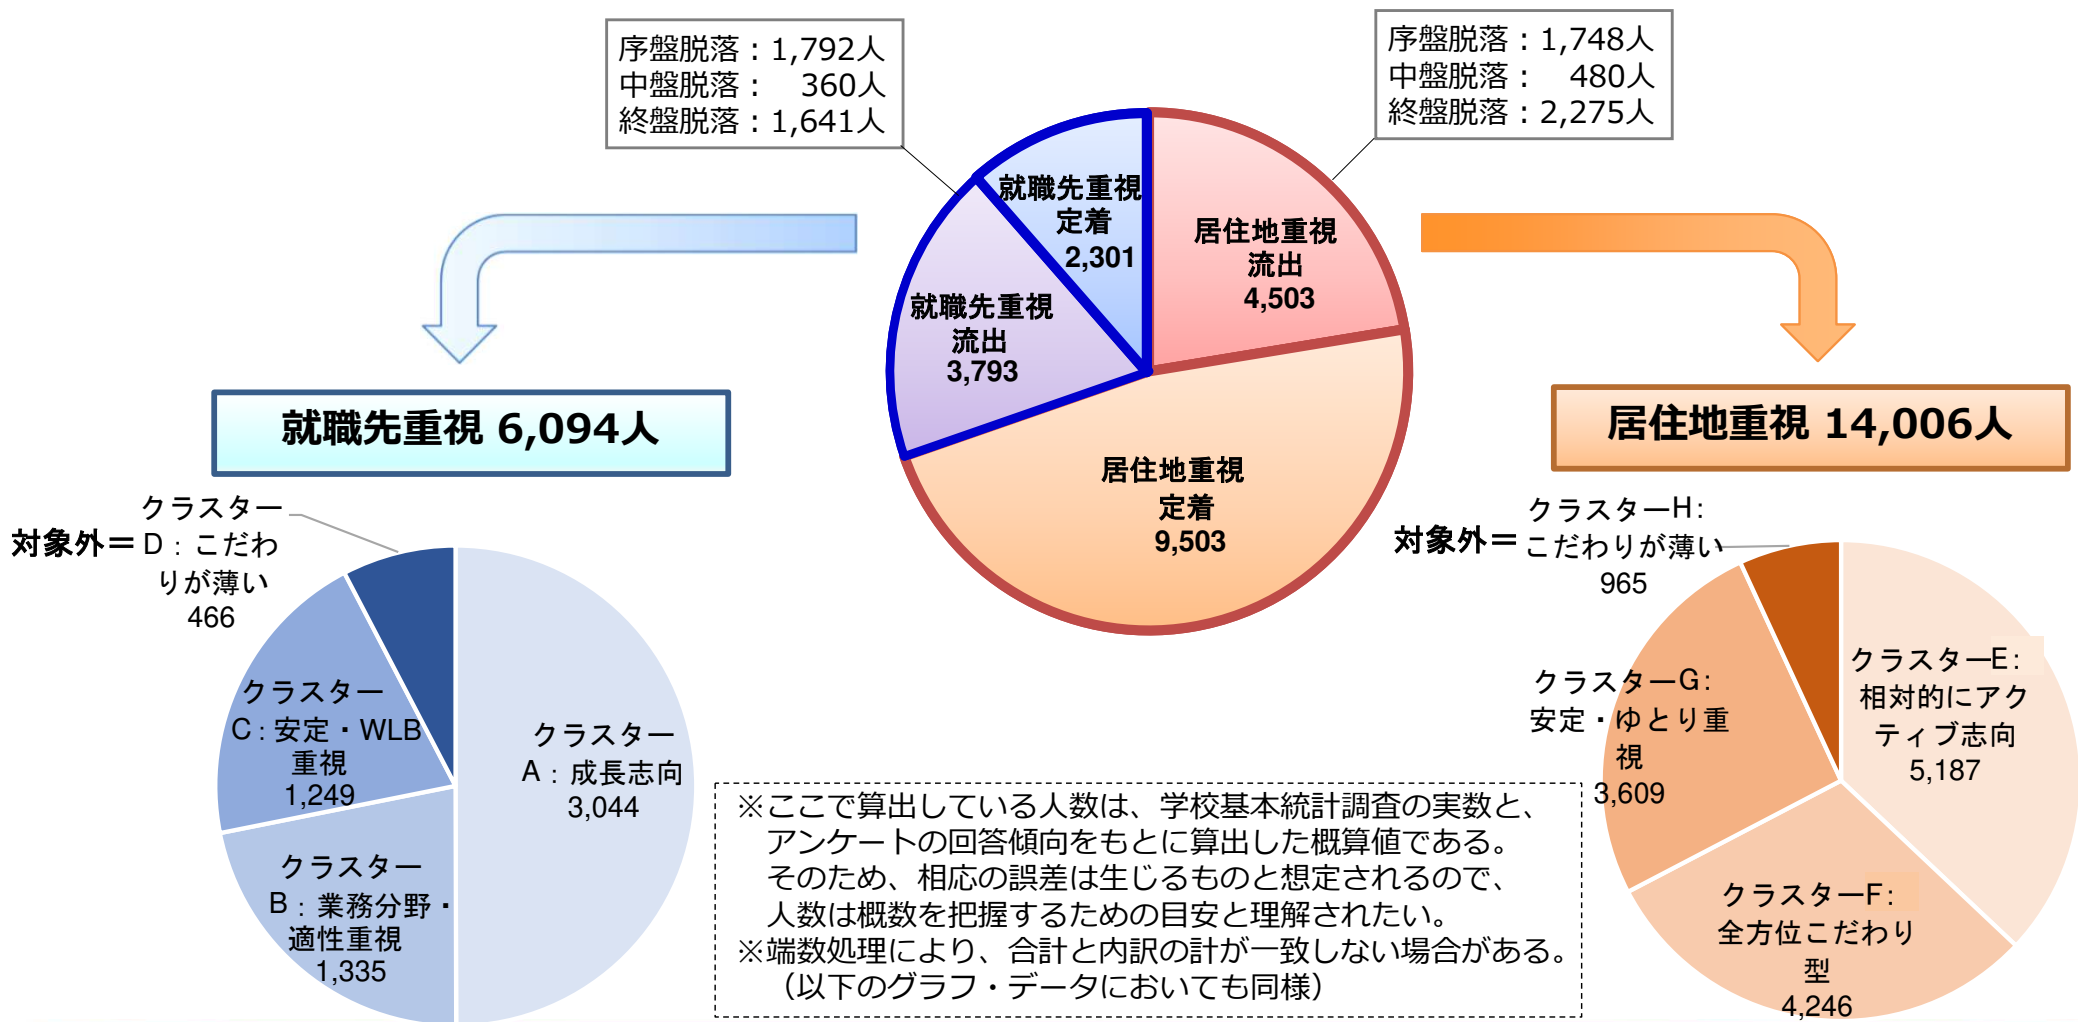 序盤脱落：1,792人
中盤脱落： 360人
終盤脱落：1,641人
序盤脱落：1,748人
中盤脱落： 480人
終盤脱落：2,275人
就職先重視
定着
2,301
居住地重視
流出
4,503
就職先重視
流出
3,793
居住地重視
定着
9,503
就職先重視 6,094人
居住地重視 14,006人
対象外＝
クラスター
D：こだわ
りが薄い
466
クラスター
C：安定・WLB
重視
1,249
クラスター
A：成長志向
3,044
クラスター
B：業務分野・
適性重視
1,335
対象外＝
クラスターH：
こだわりが薄い
965
クラスターG：
安定・ゆとり重
視
3,609
クラスターE：
相対的にアク
ティブ志向
5,187
クラスターF：
全方位こだわり
型
4,246
※ここで算出している人数は、学校基本統計調査の実数と、
アンケートの回答傾向をもとに算出した概算値である。
そのため、相応の誤差は生じるものと想定されるので、
人数は概数を把握するための目安と理解されたい。
※端数処理により、合計と内訳の計が一致しない場合がある。
（以下のグラフ・データにおいても同様）